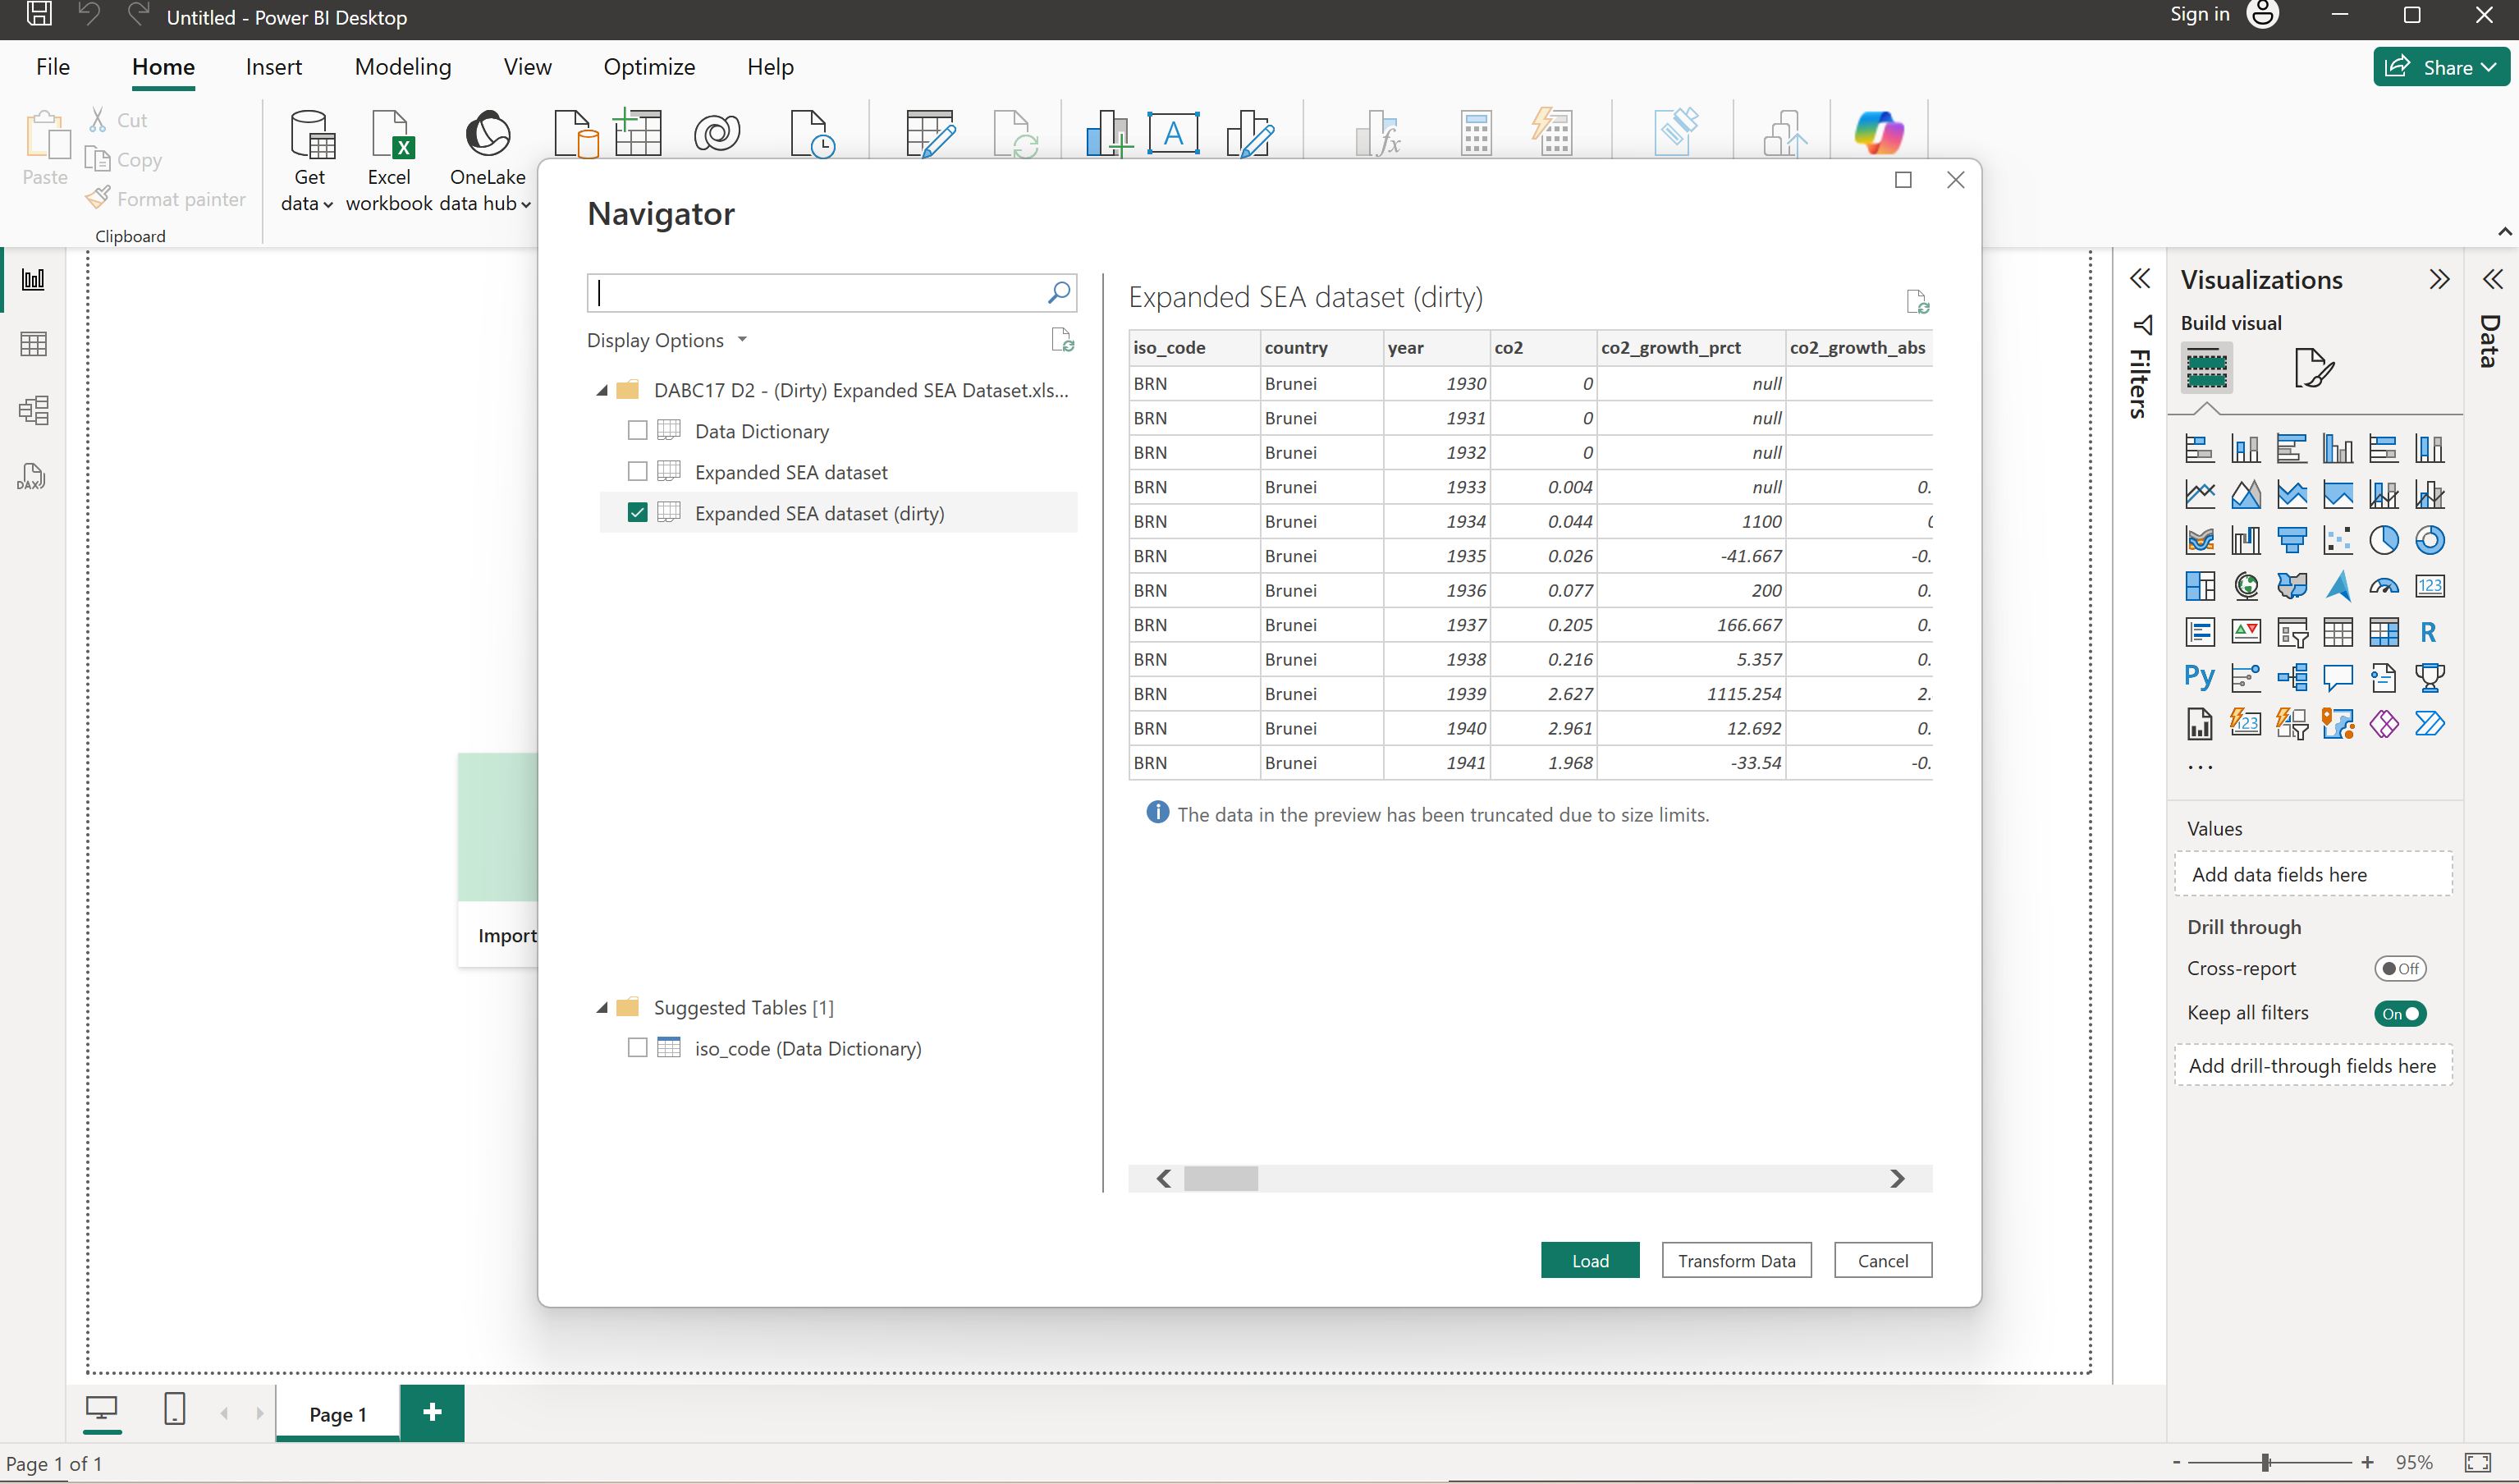 Untitled - Power BI Desktop
Sign in
File Home Insert Modeling View Optimize Help
Share
Paste
Cut
Copy
Format painter
Clipboard
Get data
Excel workbook
OneLake data hub
Navigator
Display Options
DABC17 D2 - (Dirty) Expanded SEA Dataset.xls...
Data Dictionary
Expanded SEA dataset
Expanded SEA dataset (dirty)
Suggested Tables [1]
iso_code (Data Dictionary)
Expanded SEA dataset (dirty)
iso_code country year co2 co2_growth_prct co2_growth_abs
BRN Brunei 1930 0 null
BRN Brunei 1931 0 null
BRN Brunei 1932 0 null
BRN Brunei 1933 0.004 null 0.
BRN Brunei 1934 0.044 1100
BRN Brunei 1935 0.026 -41.667 -0.
BRN Brunei 1936 0.077 200 0.
BRN Brunei 1937 0.205 166.667 0.
BRN Brunei 1938 0.216 5.357 0.
BRN Brunei 1939 2.627 1115.254 2.
BRN Brunei 1940 2.961 12.692 0.
BRN Brunei 1941 1.968 -33.54 -0.
The data in the preview has been truncated due to size limits.
Load Transform Data Cancel
Import
Filters
Visualizations
Build visual
123
R
Py
123
...
Values
Add data fields here
Drill through
Cross-report Off
Keep all filters On
Add drill-through fields here
Data
DAX
Page 1
+
Page 1 of 1
- + 95%